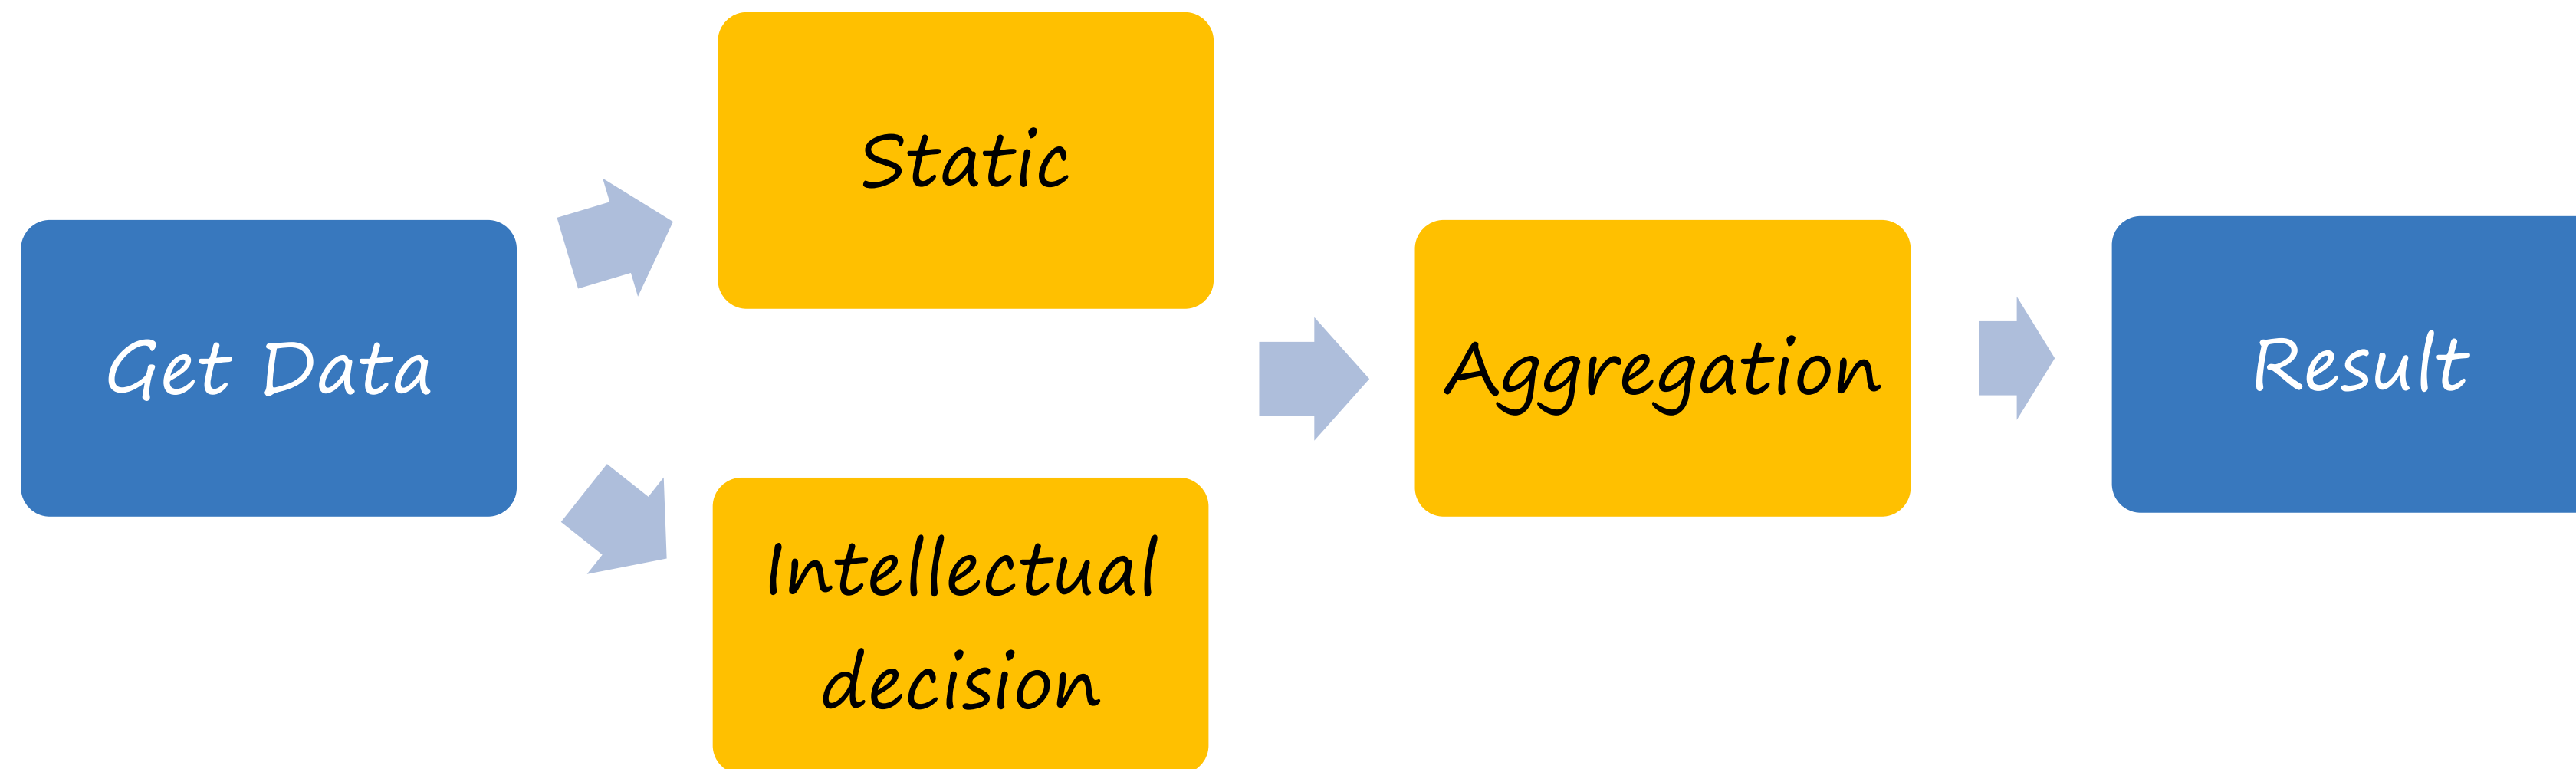 Get Data
Static
Intellectual
decision
Aggregation
Result